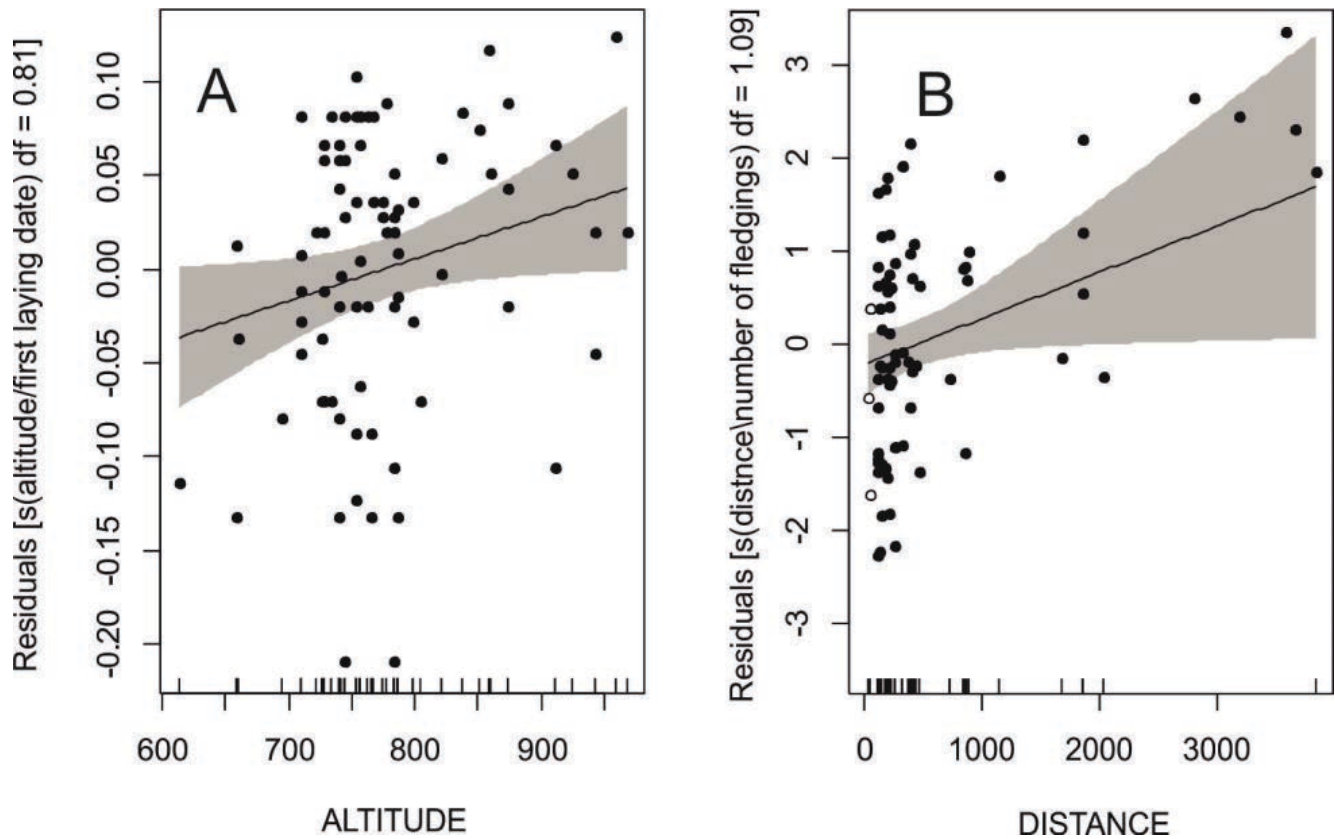 Residuals [s(altitude/first laying date) df = 0.81]
A
0.10
0.05
0.00
-0.05
-0.10
-0.15
-0.20
600 700 800 900
ALTITUDE
Residuals [s(distnce\number of fledgings) df = 1.09]
B
3
2
1
0
-1
-2
-3
0 1000 2000 3000
DISTANCE